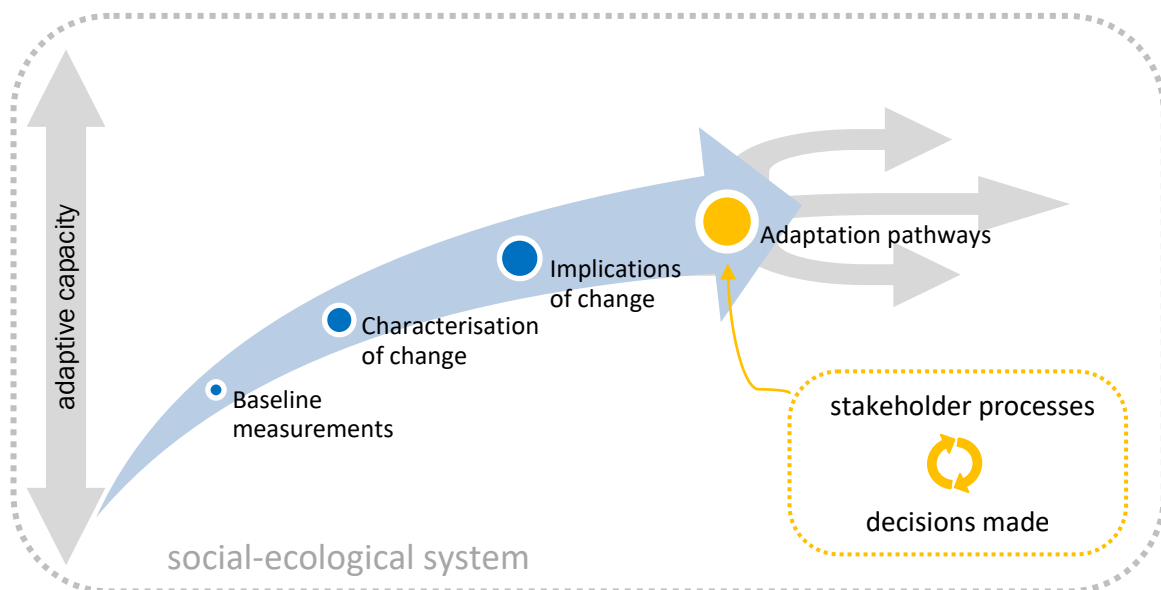 adaptive capacity
Adaptation pathways
Implications
of change
Characterisation
of change
Baseline
measurements
stakeholder processes
decisions made
social-ecological system